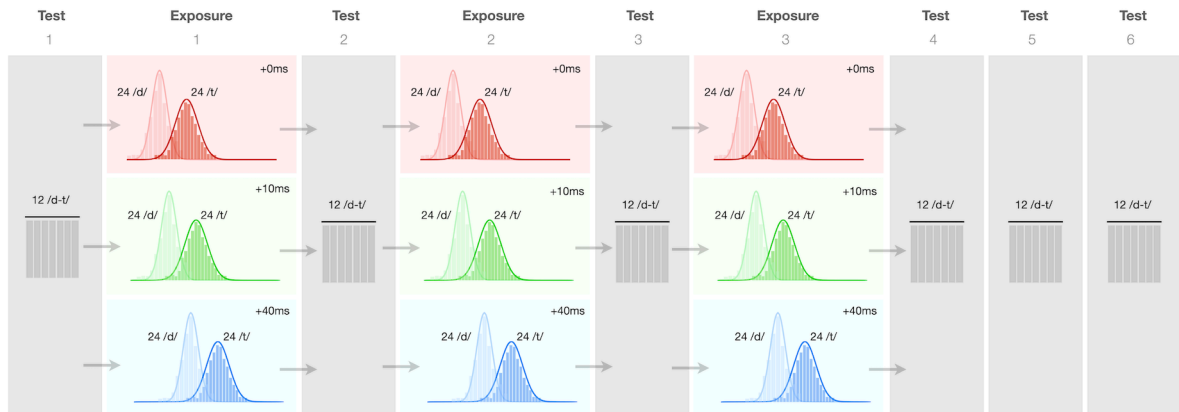 Test Exposure Test Exposure Test Exposure Test Test Test
1 1 2 2 3 3 4 5 6
+0ms +0ms +0ms
24 /d/ 24 /t/ 24 /d/ 24 /t/ 24 /d/ 24 /t/
+10ms +10ms +10ms
12 /d-t/ 24 /d/ 24 /t/ 12 /d-t/ 24 /d/ 24 /t/ 12 /d-t/ 24 /d/ 24 /t/ 12 /d-t/ 12 /d-t/ 12 /d-t/
+40ms +40ms +40ms
24 /d/ 24 /t/ 24 /d/ 24 /t/ 24 /d/ 24 /t/